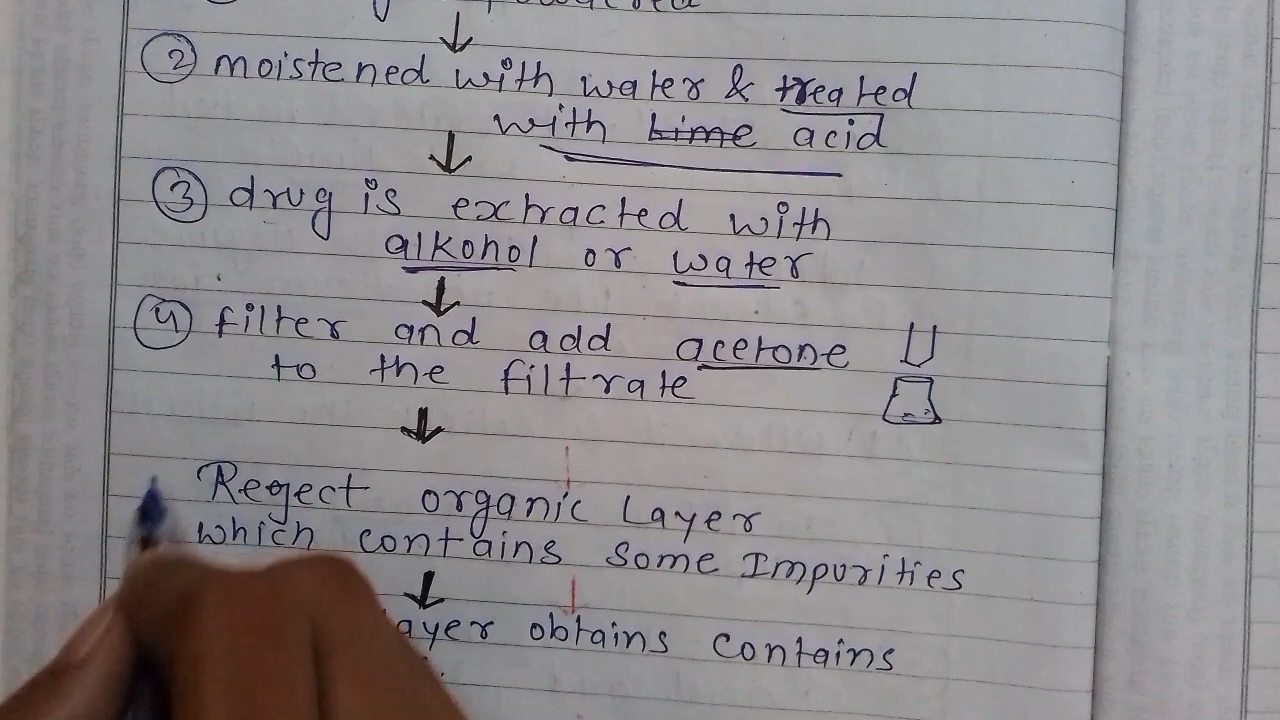 ② moistened with water & treated
with ~~Lime~~ acid
③ drug is extracted with
alkohol or water
④ filter and add acetone
to the filtrate
Reject organic Layer
which contains some Impurities
ayer obtains contains